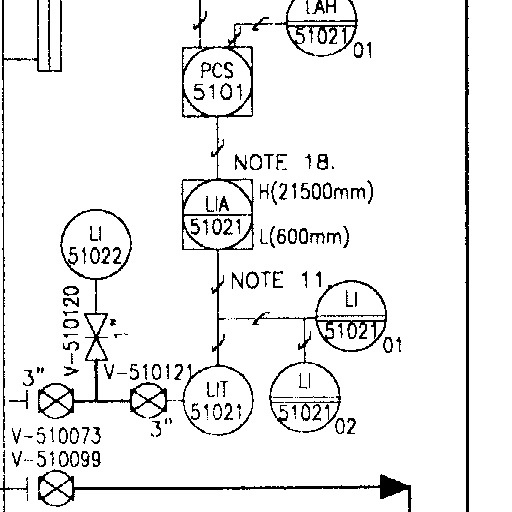 LAH
51021
01
PCS
5101
NOTE 18.
H(21500mm)
LIA
51021
L(600mm)
LI
51022
NOTE 11.
V-510120
1"
LI
51021
01
V-510121
3"
LIT
51021
LI
51021
02
3"
V-510073
V-510099